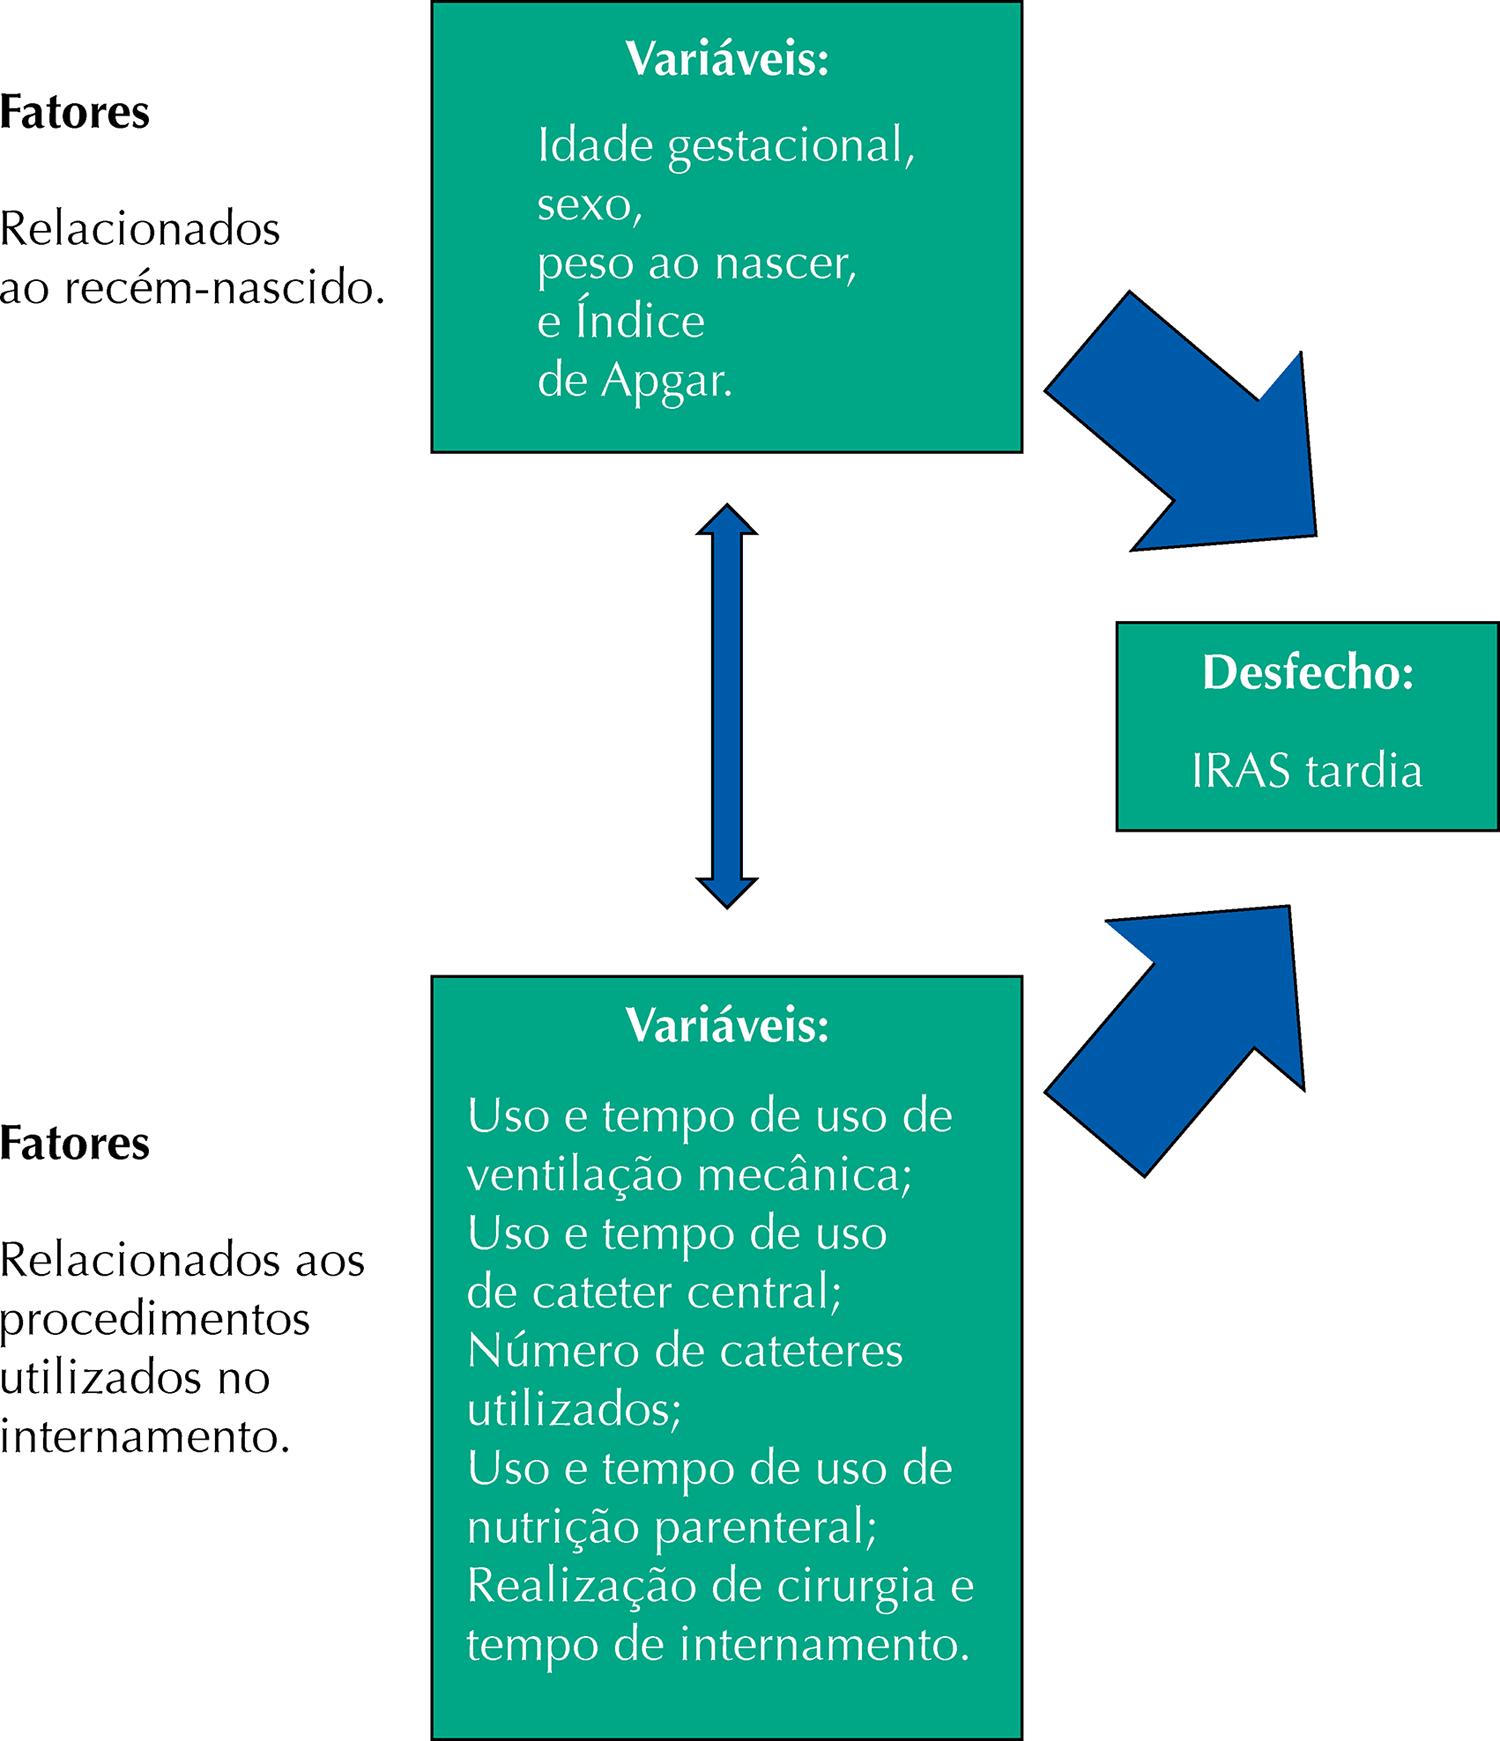 Fatores
Relacionados
ao recém-nascido.
Variáveis:
Idade gestacional,
sexo,
peso ao nascer,
e Índice
de Apgar.
Desfecho:
IRAS tardia
Fatores
Relacionados aos
procedimentos
utilizados no
internamento.
Variáveis:
Uso e tempo de uso de
ventilação mecânica;
Uso e tempo de uso
de cateter central;
Número de cateteres
utilizados;
Uso e tempo de uso de
nutrição parenteral;
Realização de cirurgia e
tempo de internamento.